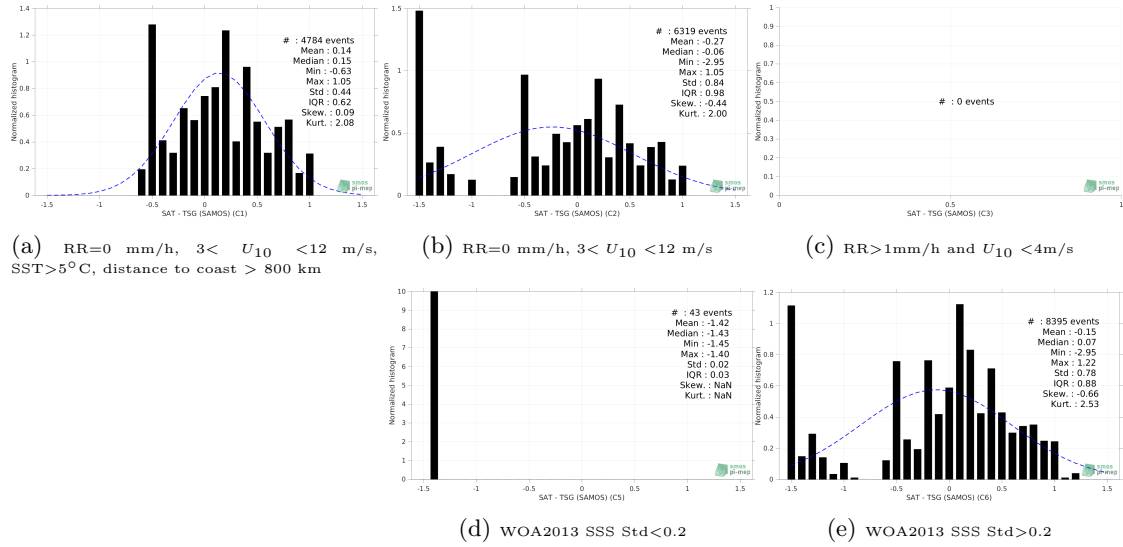 1.4
1.2
1
0.8
0.6
0.4
0.2
0
Normalized histogram
# : 4784 events
Mean : 0.14
Median : 0.15
Min : -0.63
Max : 1.05
Std : 0.44
IQR : 0.62
Skew. : 0.09
Kurt. : 2.08
smos
pi-mep
-1.5 -1 -0.5 0 0.5 1 1.5
SAT - TSG (SAMOS) (C1)
(a) RR=0 mm/h, 3< U10 <12 m/s,
SST>5°C, distance to coast > 800 km
1.5
1
0.5
0
Normalized histogram
# : 6319 events
Mean : -0.27
Median : -0.06
Min : -2.95
Max : 1.05
Std : 0.84
IQR : 0.98
Skew. : -0.44
Kurt. : 2.00
smos
pi-mep
-1.5 -1 -0.5 0 0.5 1 1.5
SAT - TSG (SAMOS) (C2)
(b) RR=0 mm/h, 3< U10 <12 m/s
1
0.9
0.8
0.7
0.6
0.5
0.4
0.3
0.2
0.1
0
Normalized histogram
# : 0 events
smos
pi-mep
0 0.5 1
SAT - TSG (SAMOS) (C3)
(c) RR>1mm/h and U10 <4m/s
10
9
8
7
6
5
4
3
2
1
0
Normalized histogram
# : 43 events
Mean : -1.42
Median : -1.43
Min : -1.45
Max : -1.40
Std : 0.02
IQR : 0.03
Skew. : NaN
Kurt. : NaN
smos
pi-mep
-1.5 -1 -0.5 0 0.5 1 1.5
SAT - TSG (SAMOS) (C5)
(d) WOA2013 SSS Std<0.2
1.2
1
0.8
0.6
0.4
0.2
0
Normalized histogram
# : 8395 events
Mean : -0.15
Median : 0.07
Min : -2.95
Max : 1.22
Std : 0.78
IQR : 0.88
Skew. : -0.66
Kurt. : 2.53
smos
pi-mep
-1.5 -1 -0.5 0 0.5 1 1.5
SAT - TSG (SAMOS) (C6)
(e) WOA2013 SSS Std>0.2